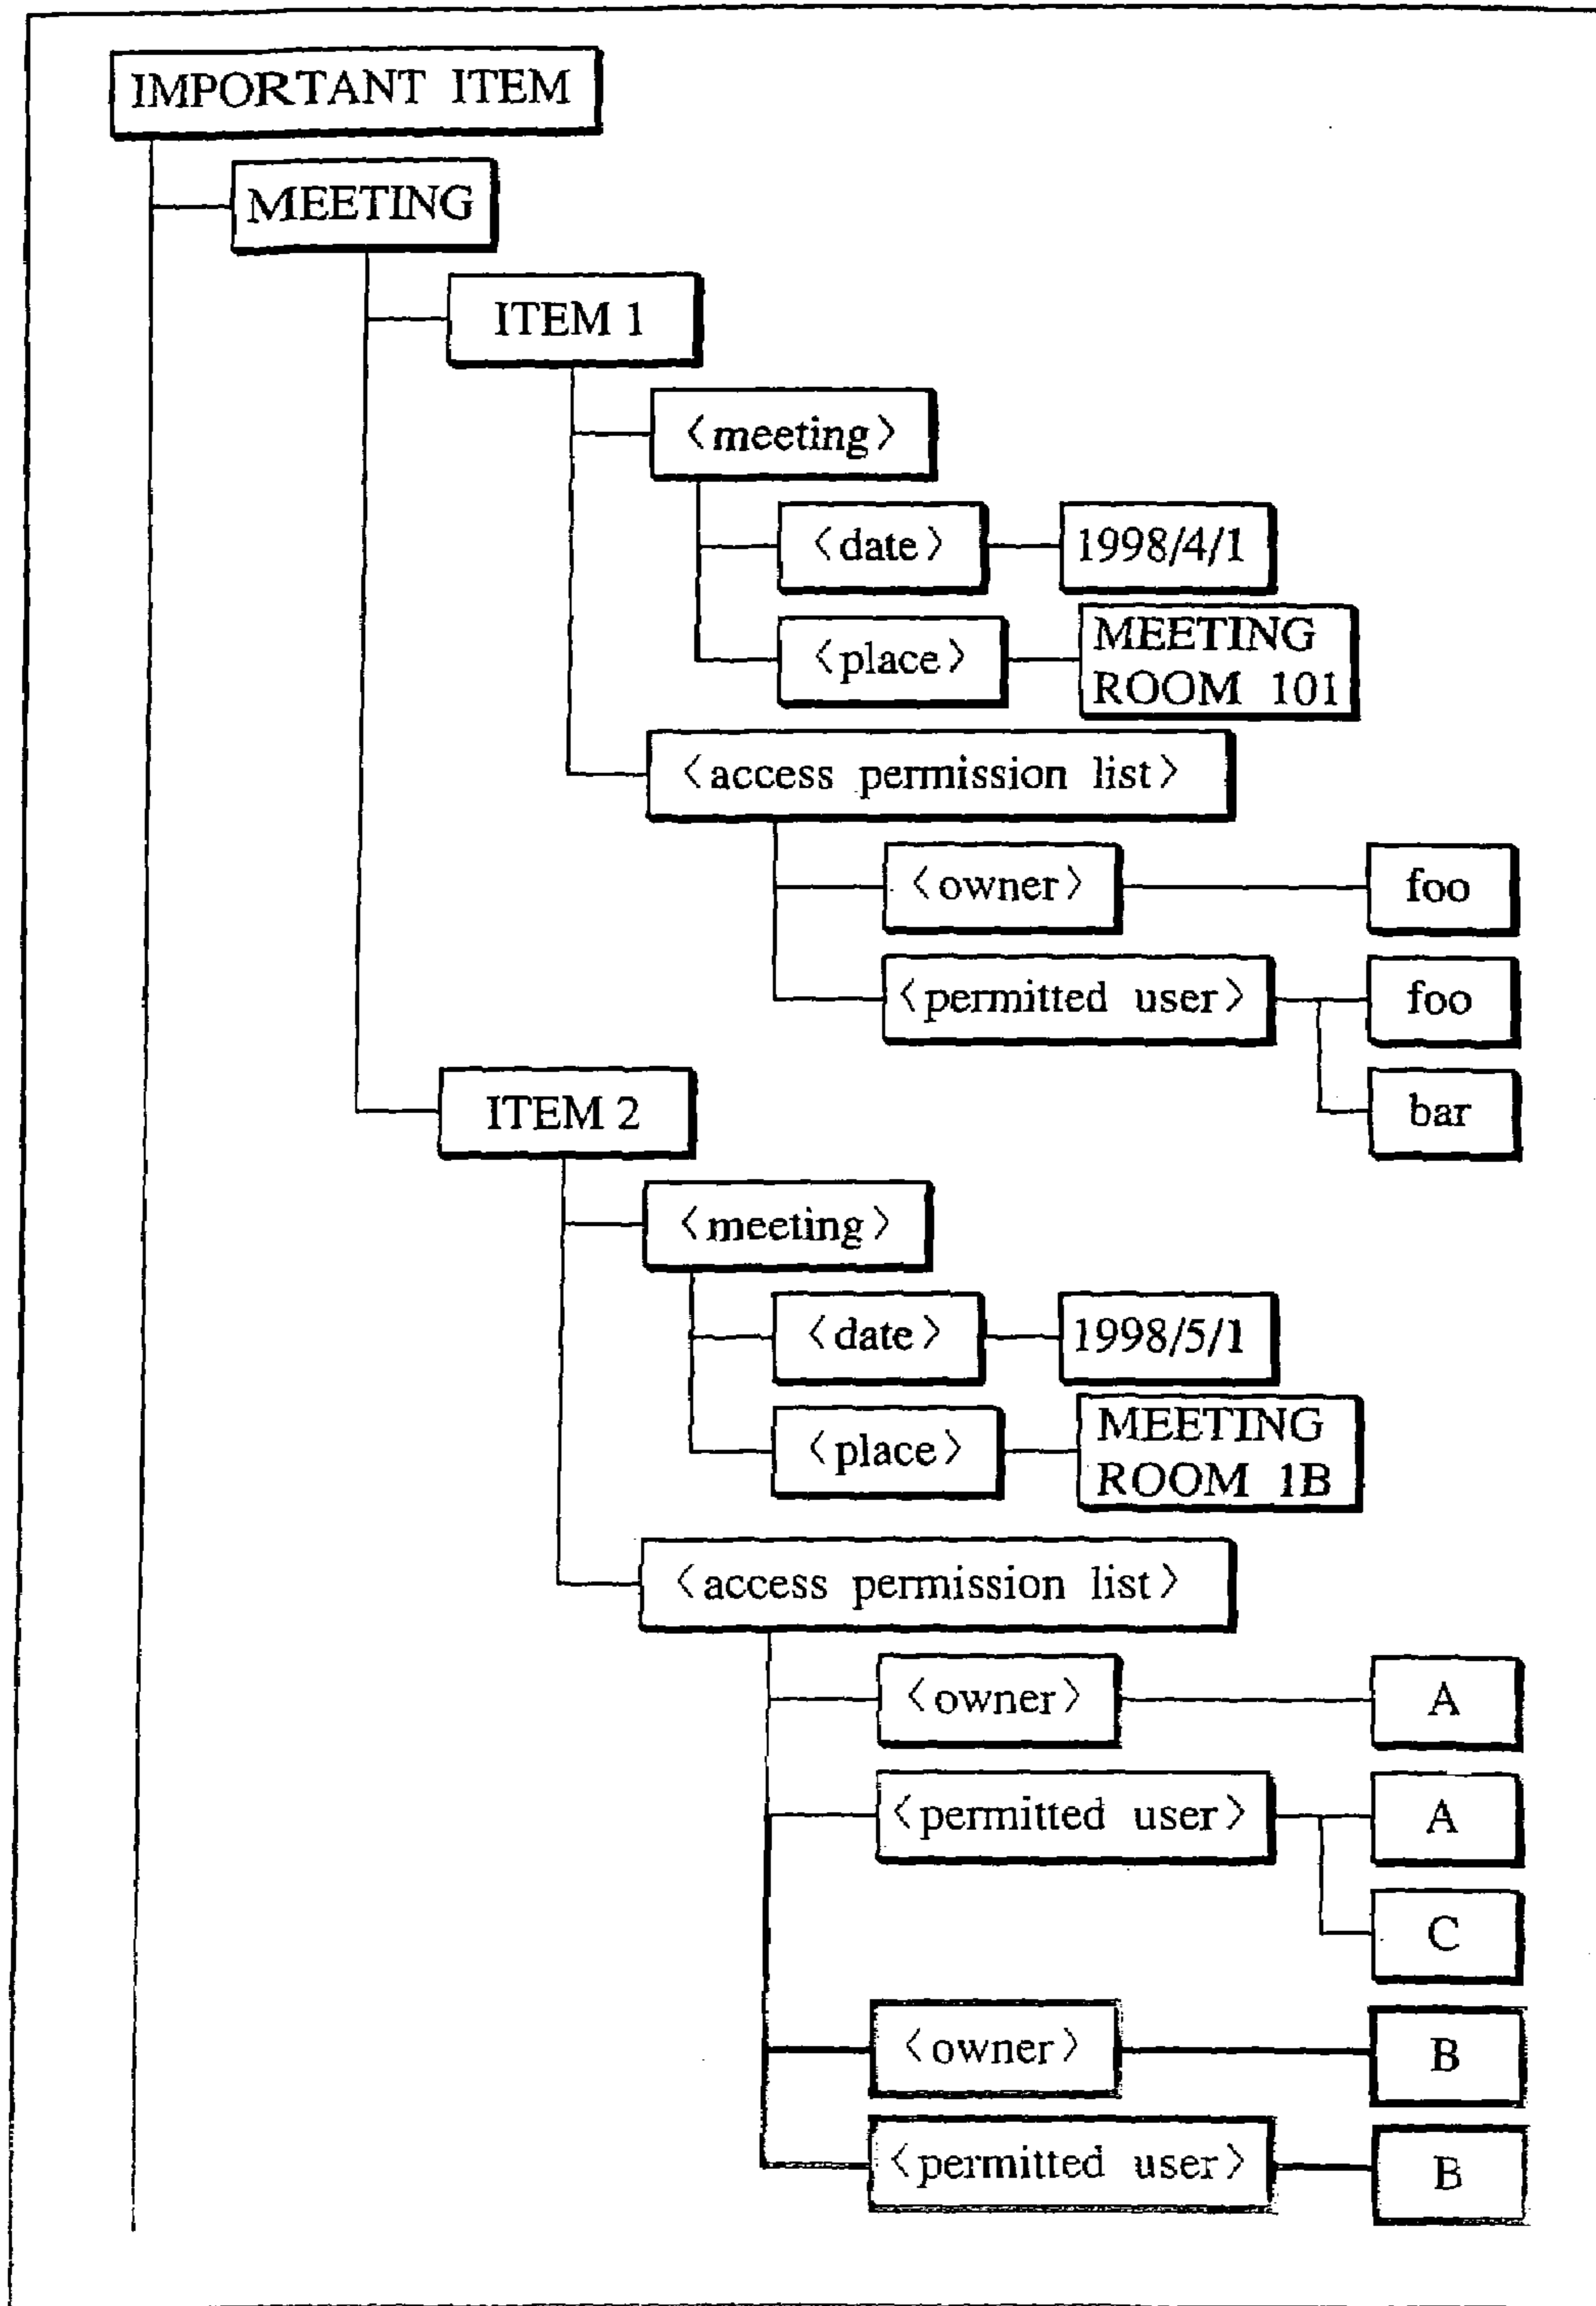 IMPORTANT ITEM
MEETING
ITEM 1
〈meeting〉
〈date〉 1998/4/1
〈place〉 MEETING
ROOM 101
〈access permission list〉
〈owner〉 foo
〈permitted user〉 foo
bar
ITEM 2
〈meeting〉
〈date〉 1998/5/1
〈place〉 MEETING
ROOM 1B
〈access permission list〉
〈owner〉 A
〈permitted user〉 A
C
〈owner〉 B
〈permitted user〉 B